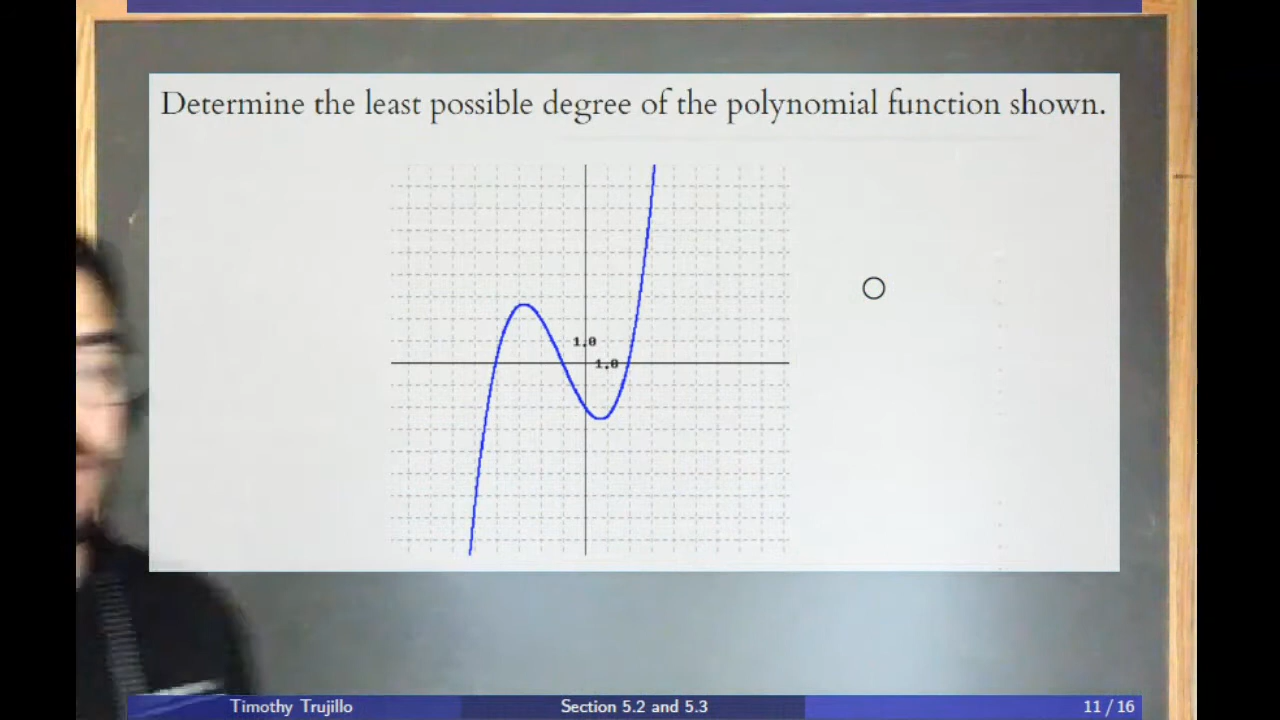 Determine the least possible degree of the polynomial function shown.
1.0
1.0
Timothy Trujillo
Section 5.2 and 5.3
11 / 16